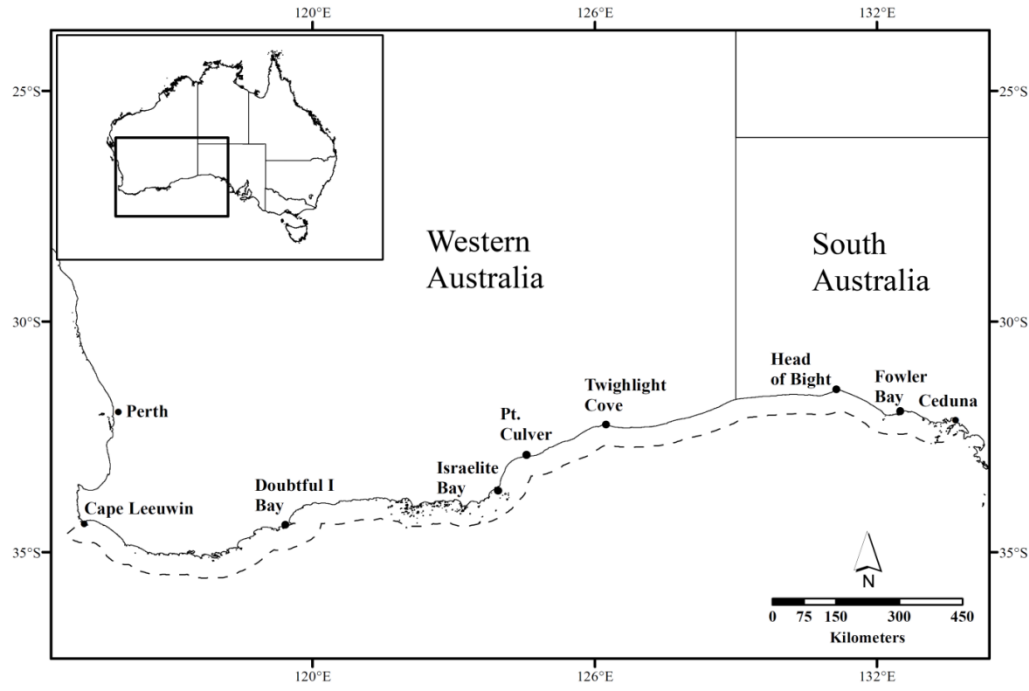 120°E
126°E
132°E
25°S
25°S
Western
Australia
South
Australia
30°S
30°S
Head
of Bight
Fowler
Bay
Ceduna
Twighlight
Cove
Perth
Pt.
Culver
Israelite
Bay
Doubtful I
Bay
Cape Leeuwin
35°S
35°S
N
0 75 150 300 450
Kilometers
120°E
126°E
132°E